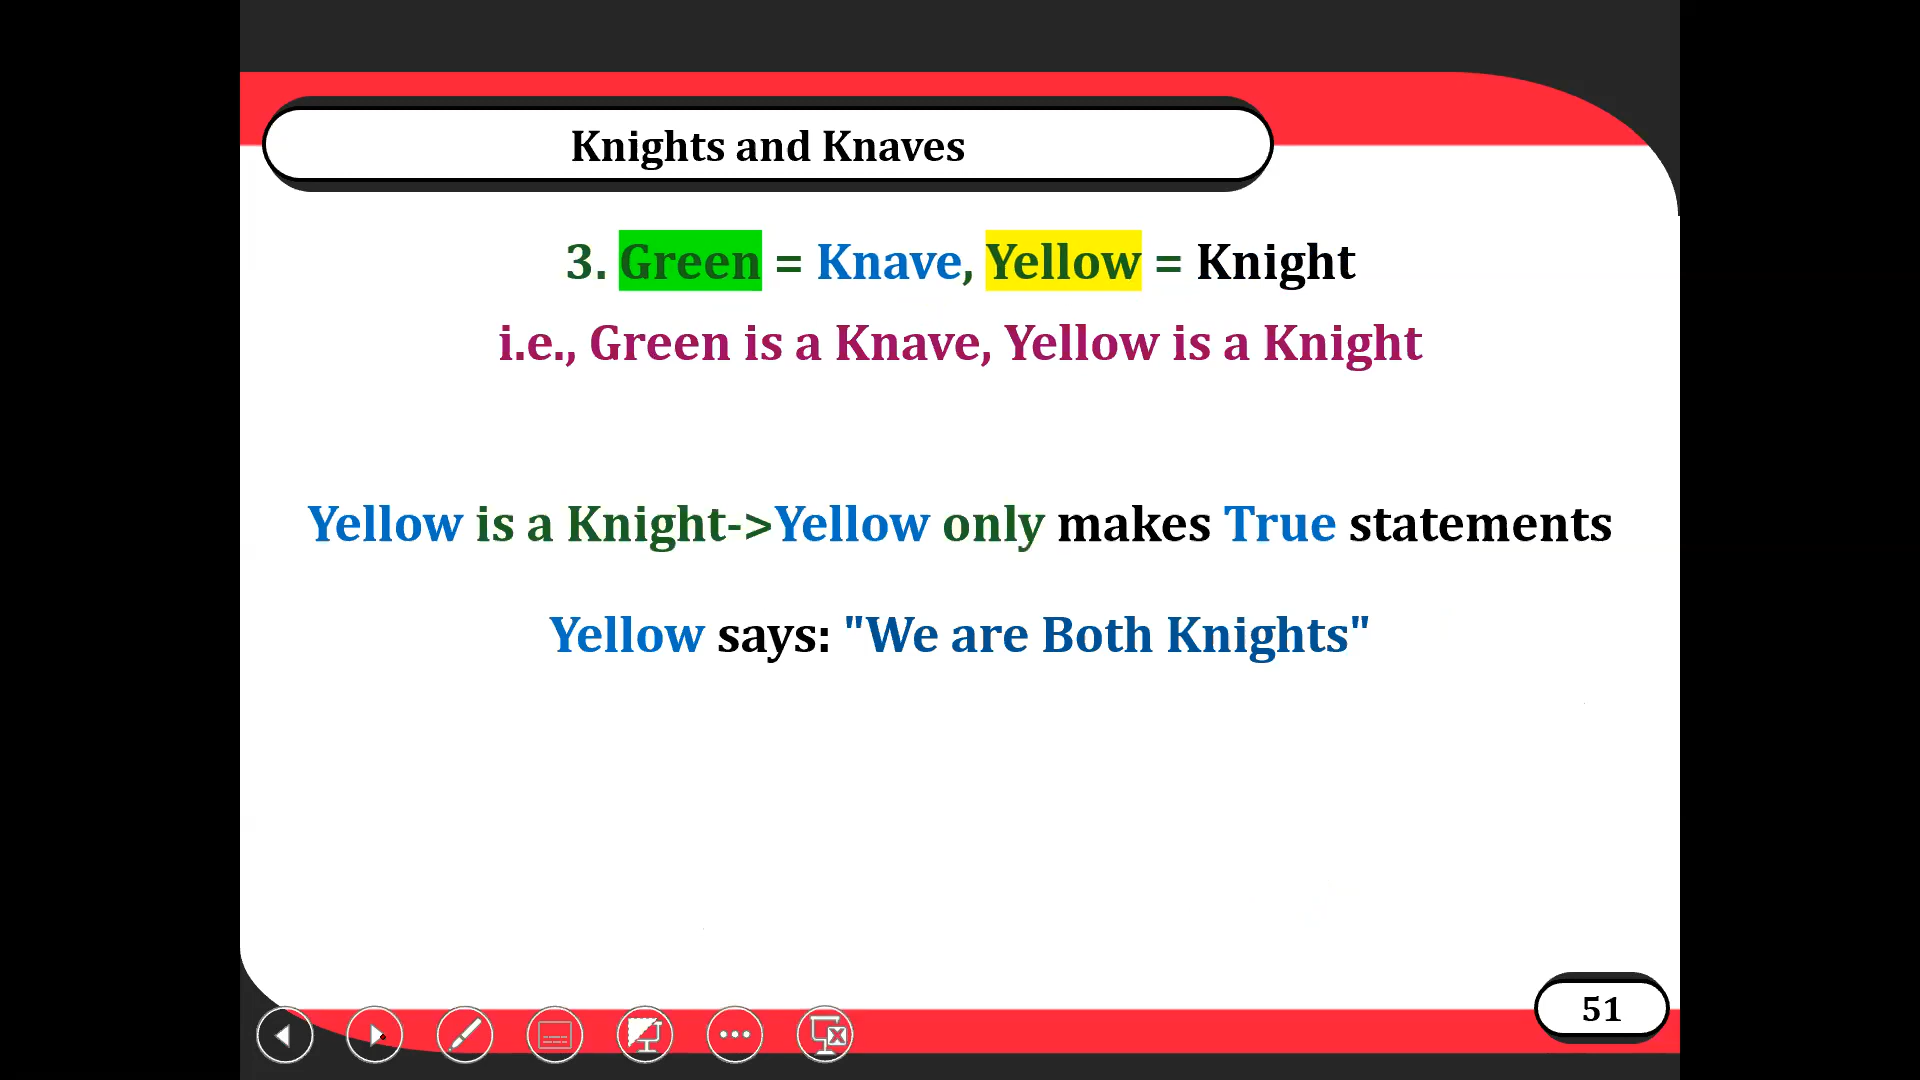 Knights and Knaves
3. Green = Knave, Yellow = Knight
i.e., Green is a Knave, Yellow is a Knight
Yellow is a Knight->Yellow only makes True statements
Yellow says: "We are Both Knights"
51